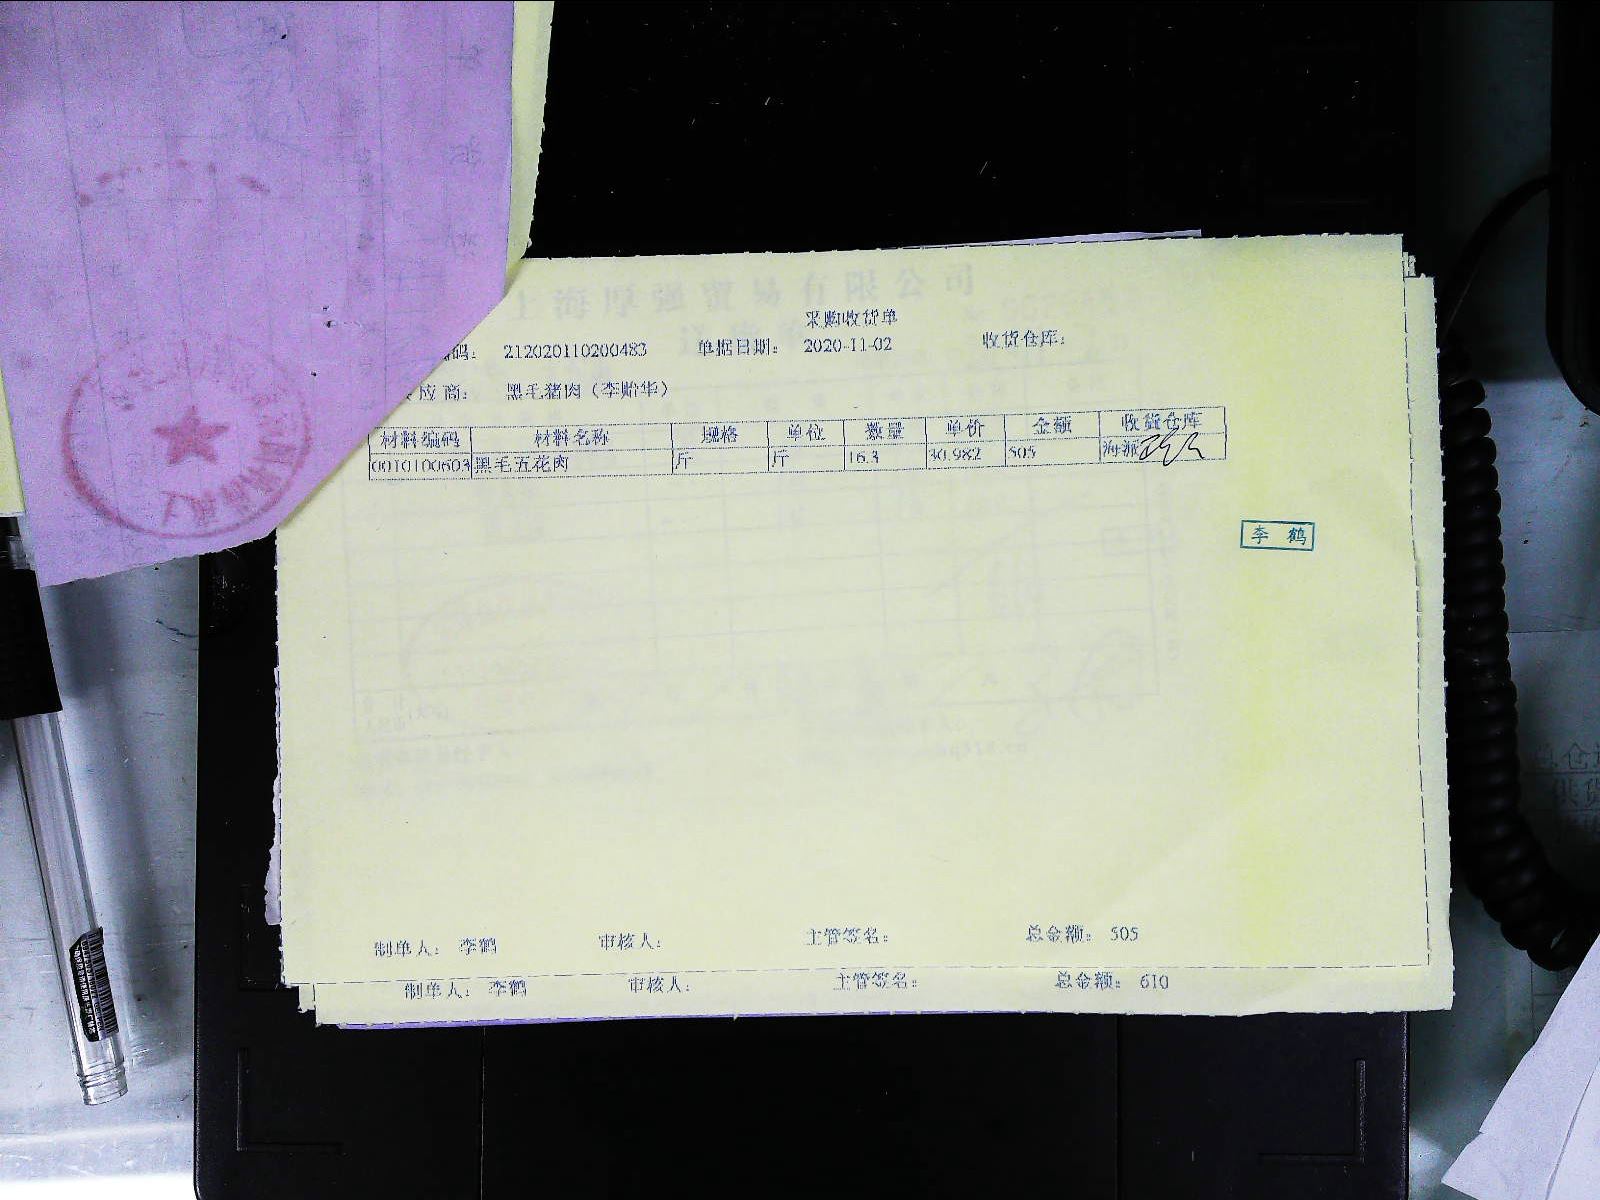 上海厚强贸易有限公司
采购收货单
码： 212020110200483 单据日期： 2020-11-02 收货仓库：
应商： 黑毛猪肉（李贻华）
材料编码 材料名称 规格 单位 数量 单价 金额 收货仓库
0010100603 黑毛五花肉 斤 斤 16.3 30.982 505 海派
李 鹤
制单人： 李鹤 审核人： 主管签名： 总金额： 505
制单人： 李鹤 审核人： 主管签名： 总金额： 610